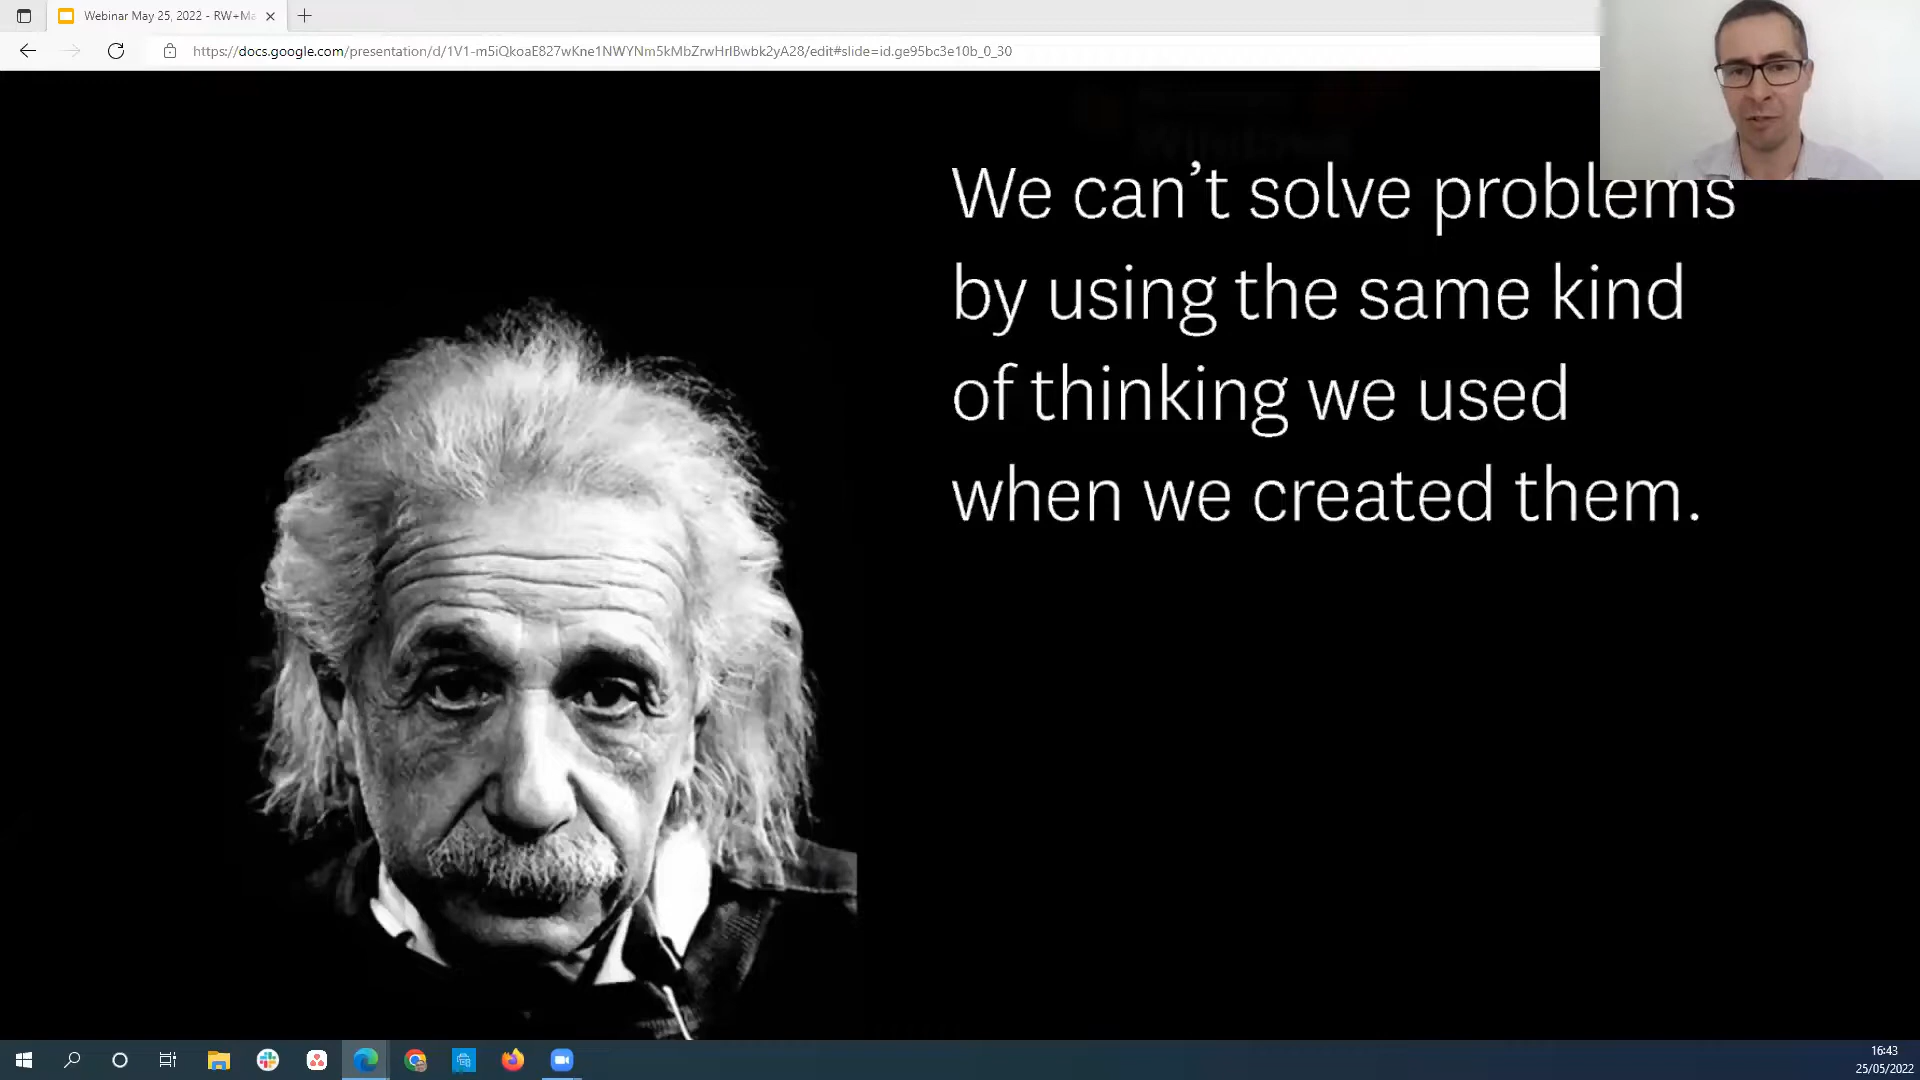 Webinar May 25, 2022 - RW+Ma
https://docs.google.com/presentation/d/1V1-m5iQkoaE827wKne1NWYNm5kMbZrwHrIBwbk2yA28/edit#slide=id.ge95bc3e10b_0_30
We can’t solve problems
by using the same kind
of thinking we used
when we created them.
16:43
25/05/2022